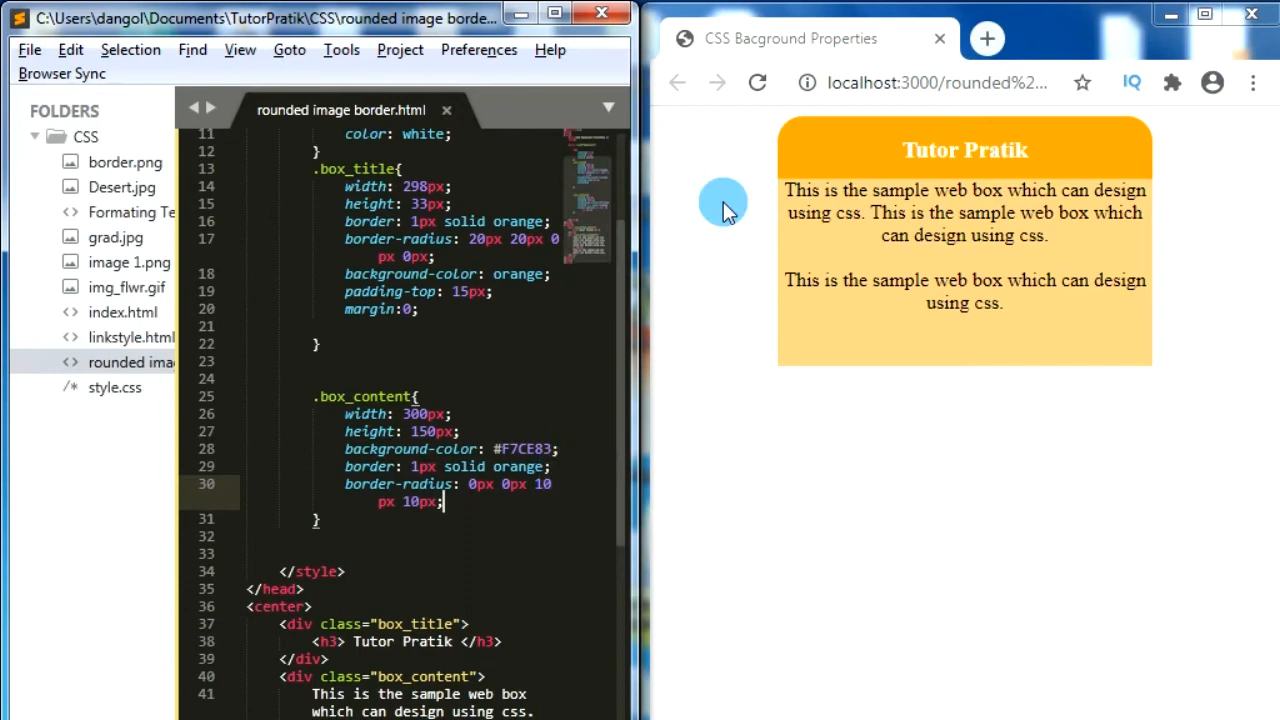 C:\Users\dangol\Documents\TutorPratik\CSS\rounded image borde...
File Edit Selection Find View Goto Tools Project Preferences Help
Browser Sync
FOLDERS
CSS
border.png
Desert.jpg
Formating Te
grad.jpg
image 1.png
img_flwr.gif
index.html
linkstyle.html
rounded ima
style.css
rounded image border.html
11 color: white;
12 }
13 .box_title{
14 width: 298px;
15 height: 33px;
16 border: 1px solid orange;
17 border-radius: 20px 20px 0
px 0px;
18 background-color: orange;
19 padding-top: 15px;
20 margin:0;
21
22 }
23
24
25 .box_content{
26 width: 300px;
27 height: 150px;
28 background-color: #F7CE83;
29 border: 1px solid orange;
30 border-radius: 0px 0px 10
px 10px;
31 }
32
33
34 </style>
35 </head>
36 <center>
37 <div class="box_title">
38 <h3> Tutor Pratik </h3>
39 </div>
40 <div class="box_content">
41 This is the sample web box
which can design using css.
CSS Bacground Properties
localhost:3000/rounded%2...
IQ
Tutor Pratik
This is the sample web box which can design
using css. This is the sample web box which
can design using css.
This is the sample web box which can design
using css.